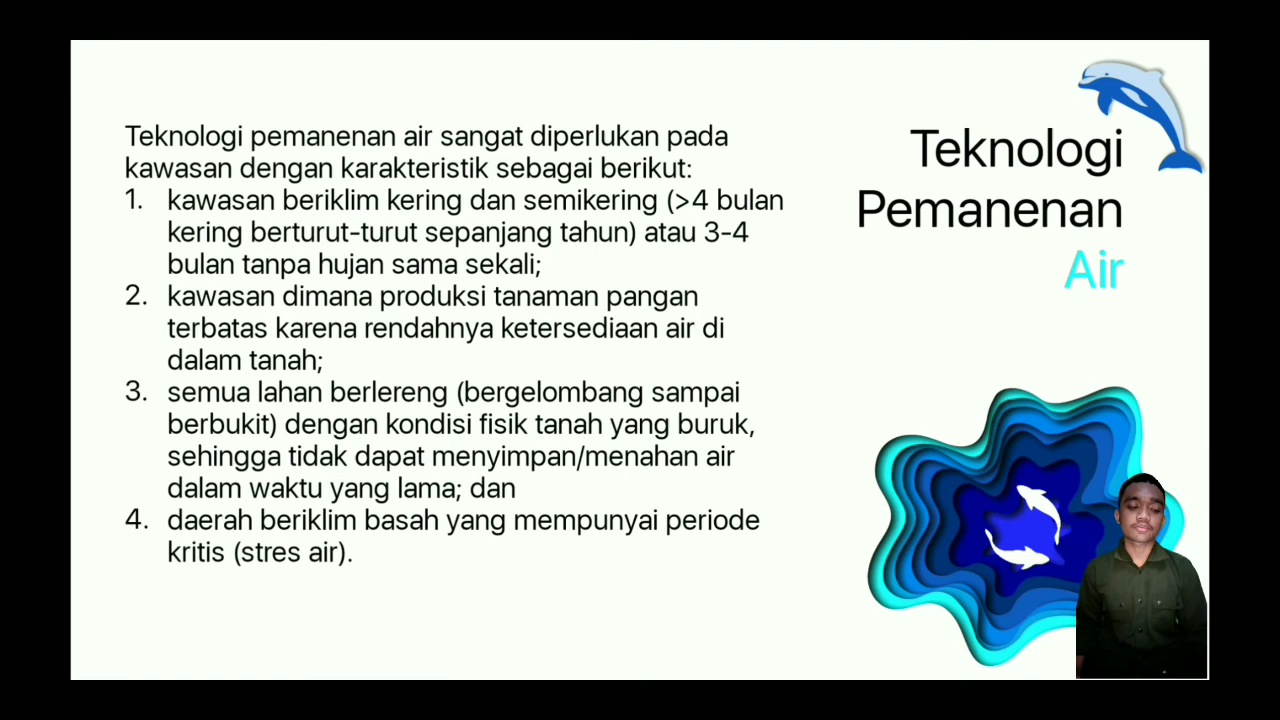 Teknologi pemanenan air sangat diperlukan pada
kawasan dengan karakteristik sebagai berikut:
1. kawasan beriklim kering dan semikering (>4 bulan
kering berturut-turut sepanjang tahun) atau 3-4
bulan tanpa hujan sama sekali;
2. kawasan dimana produksi tanaman pangan
terbatas karena rendahnya ketersediaan air di
dalam tanah;
3. semua lahan berlereng (bergelombang sampai
berbukit) dengan kondisi fisik tanah yang buruk,
sehingga tidak dapat menyimpan/menahan air
dalam waktu yang lama; dan
4. daerah beriklim basah yang mempunyai periode
kritis (stres air).
Teknologi
Pemanenan
Air